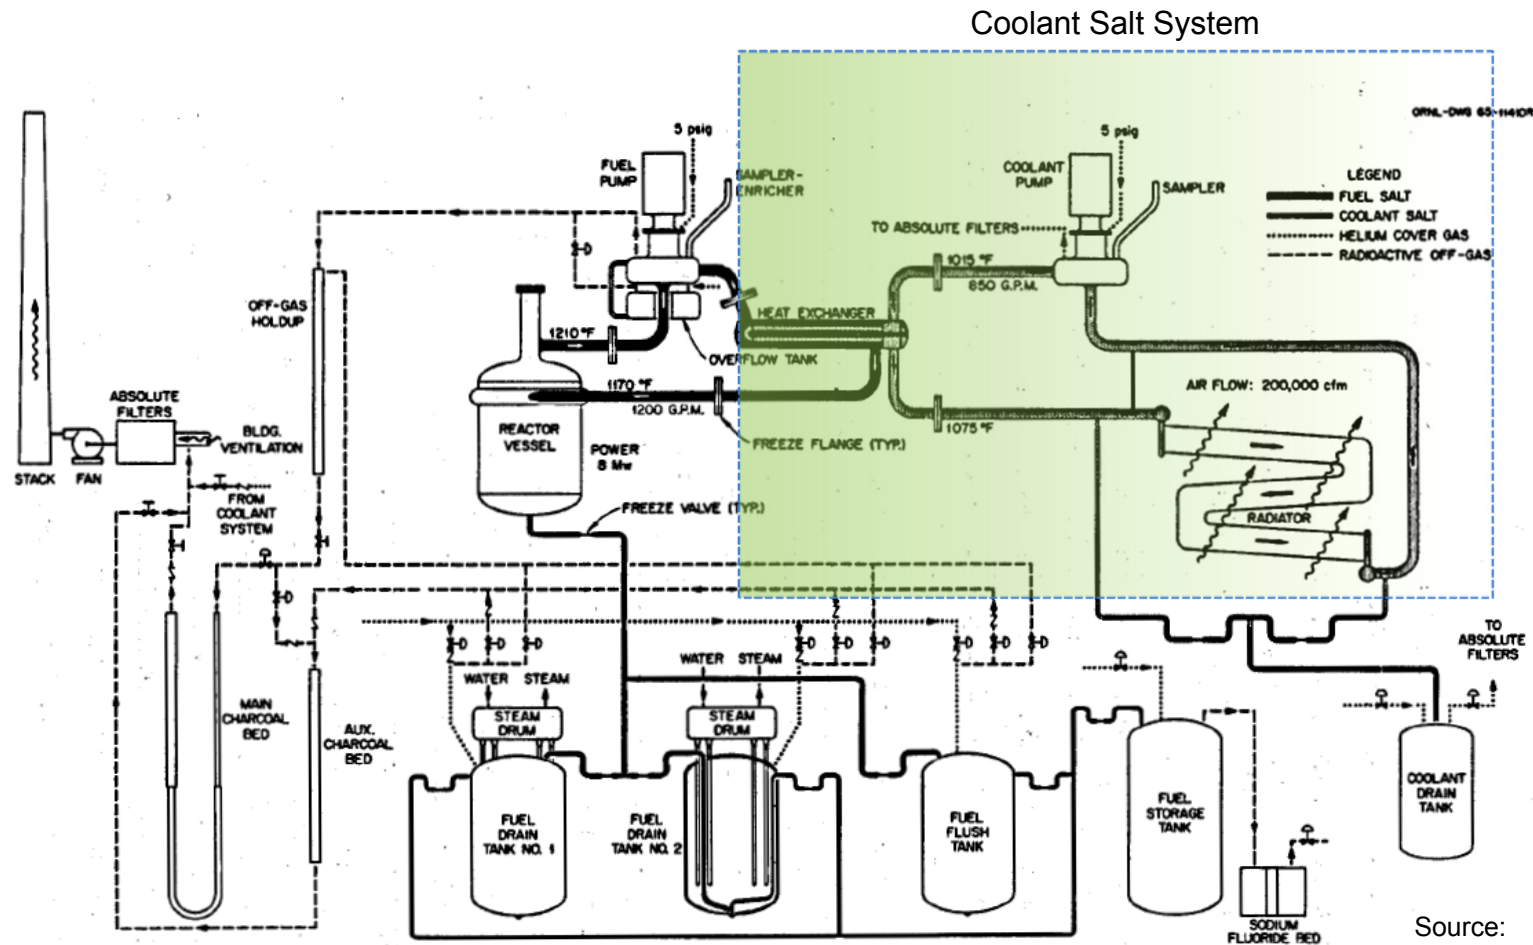 Coolant Salt System
ORNL-DWG 65-11410R
5 psig
FUEL
PUMP
SAMPLER-
ENRICHER
5 psig
COOLANT
PUMP
SAMPLER
LEGEND
FUEL SALT
COOLANT SALT
HELIUM COVER GAS
RADIOACTIVE OFF-GAS
TO ABSOLUTE FILTERS
1015 °F
850 G.P.M.
OFF-GAS
HOLDUP
1210 °F
HEAT EXCHANGER
OVERFLOW TANK
1170 °F
1200 G.P.M.
AIR FLOW: 200,000 cfm
ABSOLUTE
FILTERS
BLDG.
VENTILATION
REACTOR
VESSEL
POWER
8 Mw
1075 °F
FREEZE FLANGE (TYP.)
STACK
FAN
FROM
COOLANT
SYSTEM
FREEZE VALVE (TYP.)
RADIATOR
TO
ABSOLUTE
FILTERS
WATER
STEAM
WATER
STEAM
STEAM
DRUM
STEAM
DRUM
MAIN
CHARCOAL
BED
AUX.
CHARCOAL
BED
FUEL
DRAIN
TANK NO. 1
FUEL
DRAIN
TANK NO. 2
FUEL
FLUSH
TANK
FUEL
STORAGE
TANK
COOLANT
DRAIN
TANK
SODIUM
FLUORIDE BED
Source: